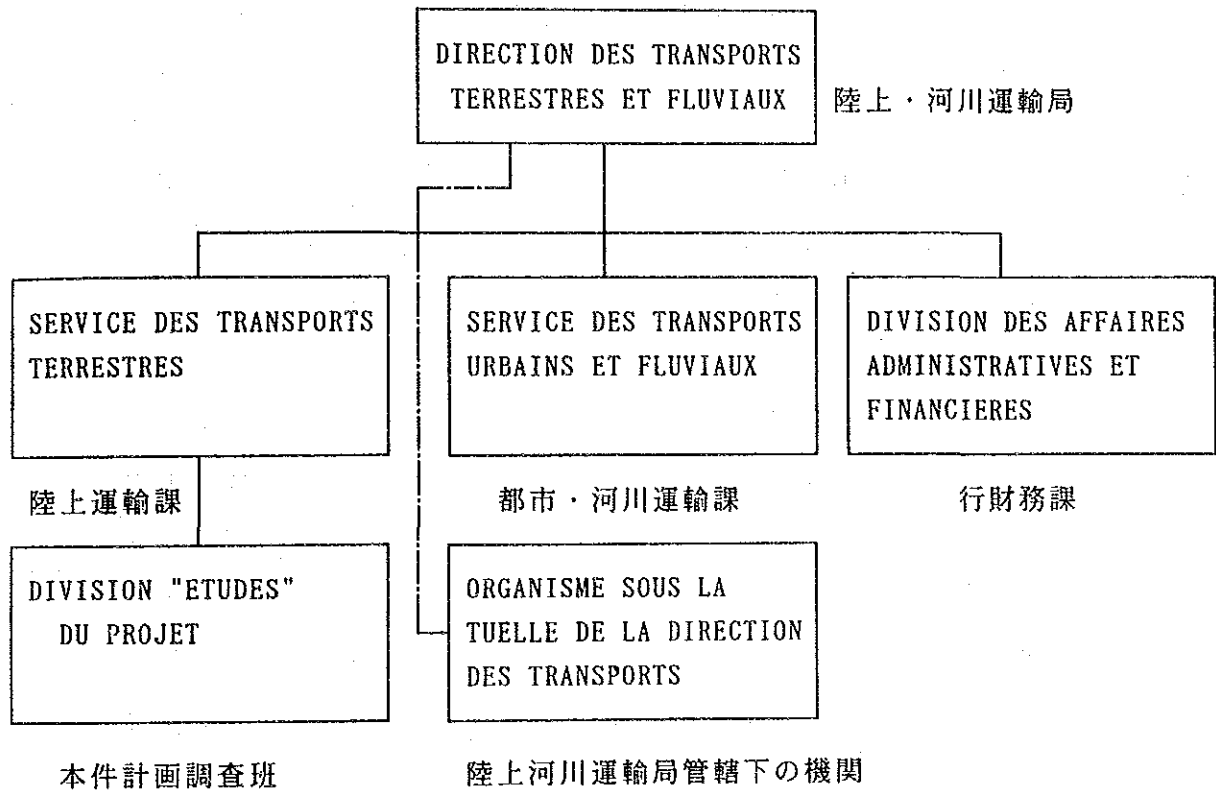 DIRECTION DES TRANSPORTS
TERRESTRES ET FLUVIAUX
陸上・河川運輸局
SERVICE DES TRANSPORTS
TERRESTRES
陸上運輸課
SERVICE DES TRANSPORTS
URBAINS ET FLUVIAUX
都市・河川運輸課
DIVISION DES AFFAIRES
ADMINISTRATIVES ET
FINANCIERES
行財務課
DIVISION "ETUDES"
DU PROJET
本件計画調査班
ORGANISME SOUS LA
TUELLE DE LA DIRECTION
DES TRANSPORTS
陸上河川運輸局管轄下の機関